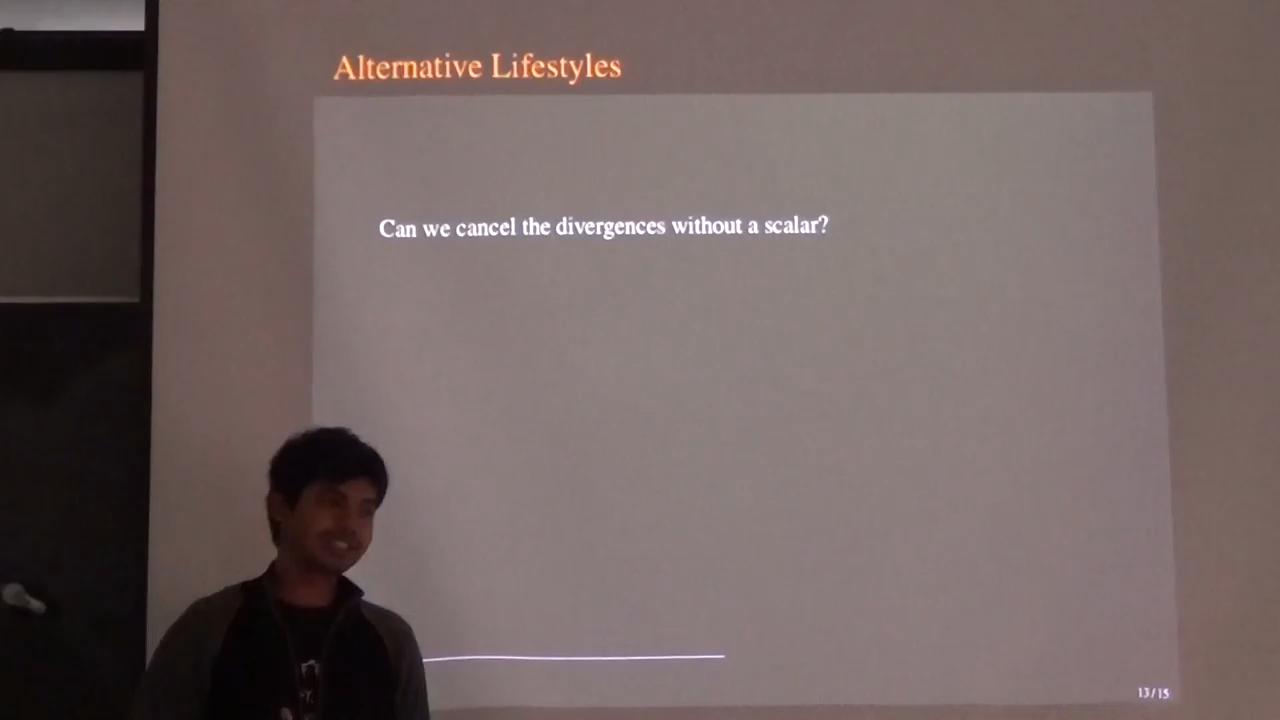 Alternative Lifestyles
Can we cancel the divergences without a scalar?
13/15